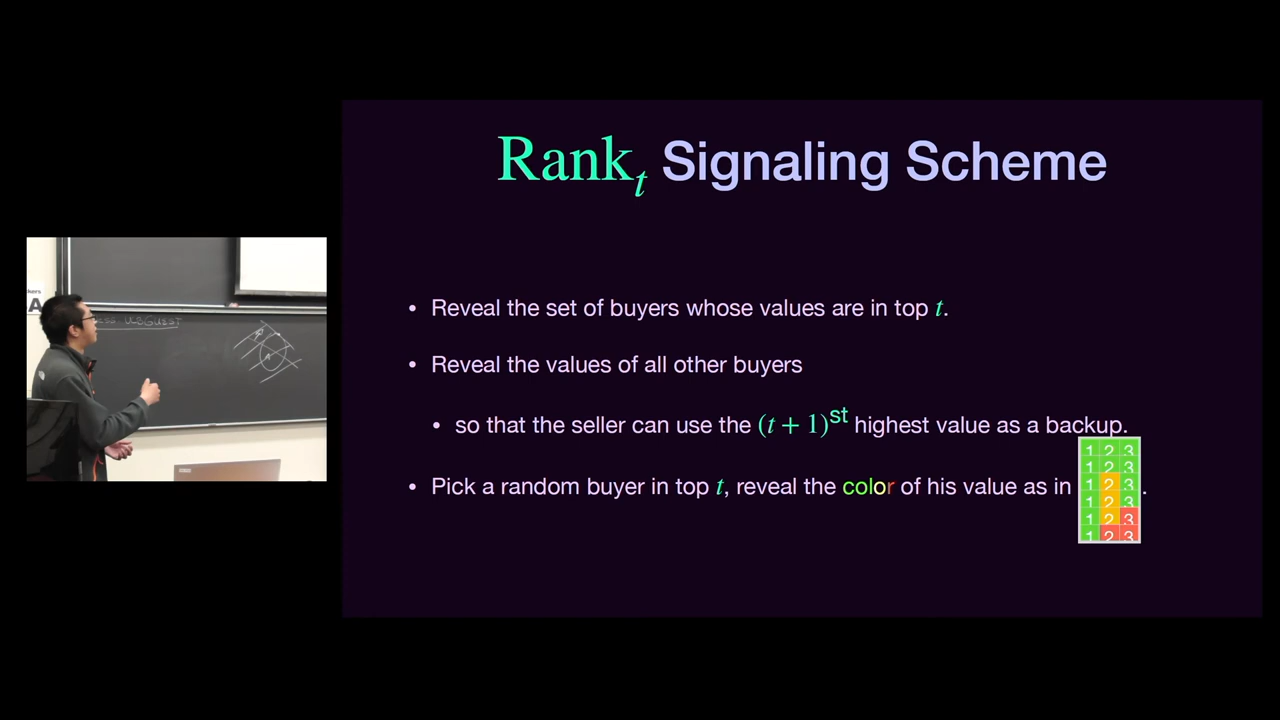 Rankₜ Signaling Scheme
• Reveal the set of buyers whose values are in top t.
• Reveal the values of all other buyers
• so that the seller can use the (t + 1)ˢᵗ highest value as a backup.
• Pick a random buyer in top t, reveal the color of his value as in .
1 2 3
1 2 3
1 2 3
1 2 3
1 2 3
1 2 3
kers
A